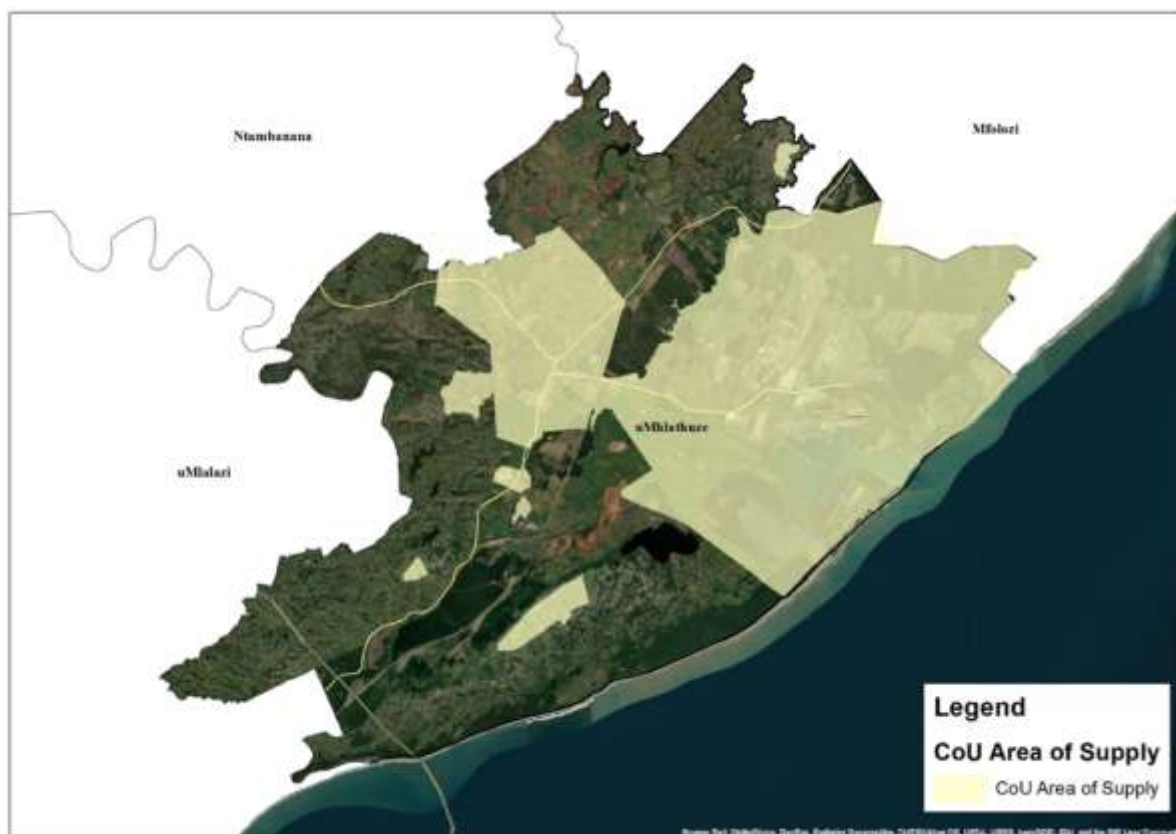 Ntambanana
Mfolozi
uMhlathuze
uMlalazi
Legend
CoU Area of Supply
CoU Area of Supply